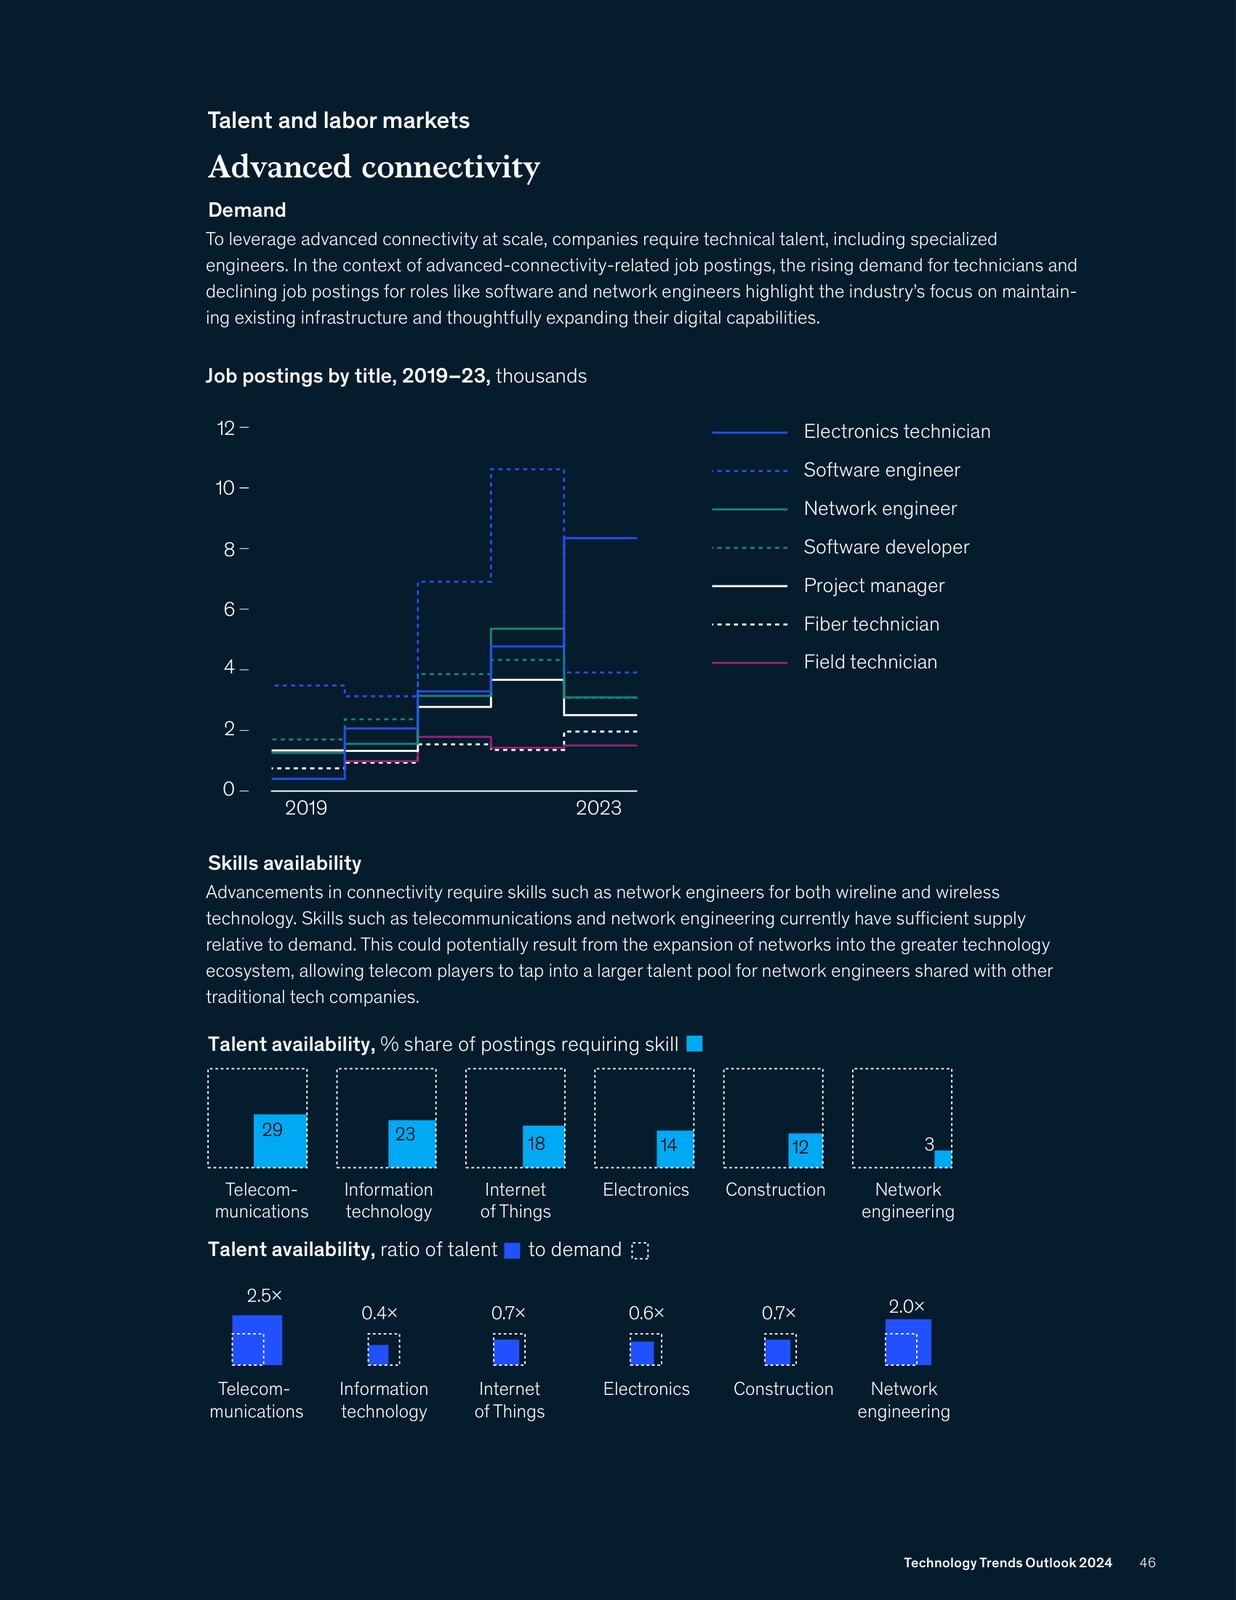 Talent and labor markets
Advanced connectivity
Demand
To leverage advanced connectivity at scale, companies require technical talent, including specialized
engineers. In the context of advanced-connectivity-related job postings, the rising demand for technicians and
declining job postings for roles like software and network engineers highlight the industry’s focus on maintain-
ing existing infrastructure and thoughtfully expanding their digital capabilities.
Job postings by title, 2019–23, thousands
12
10
8
6
4
2
0
2019 2023
Electronics technician
Software engineer
Network engineer
Software developer
Project manager
Fiber technician
Field technician
Skills availability
Advancements in connectivity require skills such as network engineers for both wireline and wireless
technology. Skills such as telecommunications and network engineering currently have sufficient supply
relative to demand. This could potentially result from the expansion of networks into the greater technology
ecosystem, allowing telecom players to tap into a larger talent pool for network engineers shared with other
traditional tech companies.
Talent availability, % share of postings requiring skill
29 23 18 14 12 3
Telecom- Information Internet Electronics Construction Network
munications technology of Things engineering
Talent availability, ratio of talent to demand
2.5× 0.4× 0.7× 0.6× 0.7× 2.0×
Telecom- Information Internet Electronics Construction Network
munications technology of Things engineering
Technology Trends Outlook 2024 46